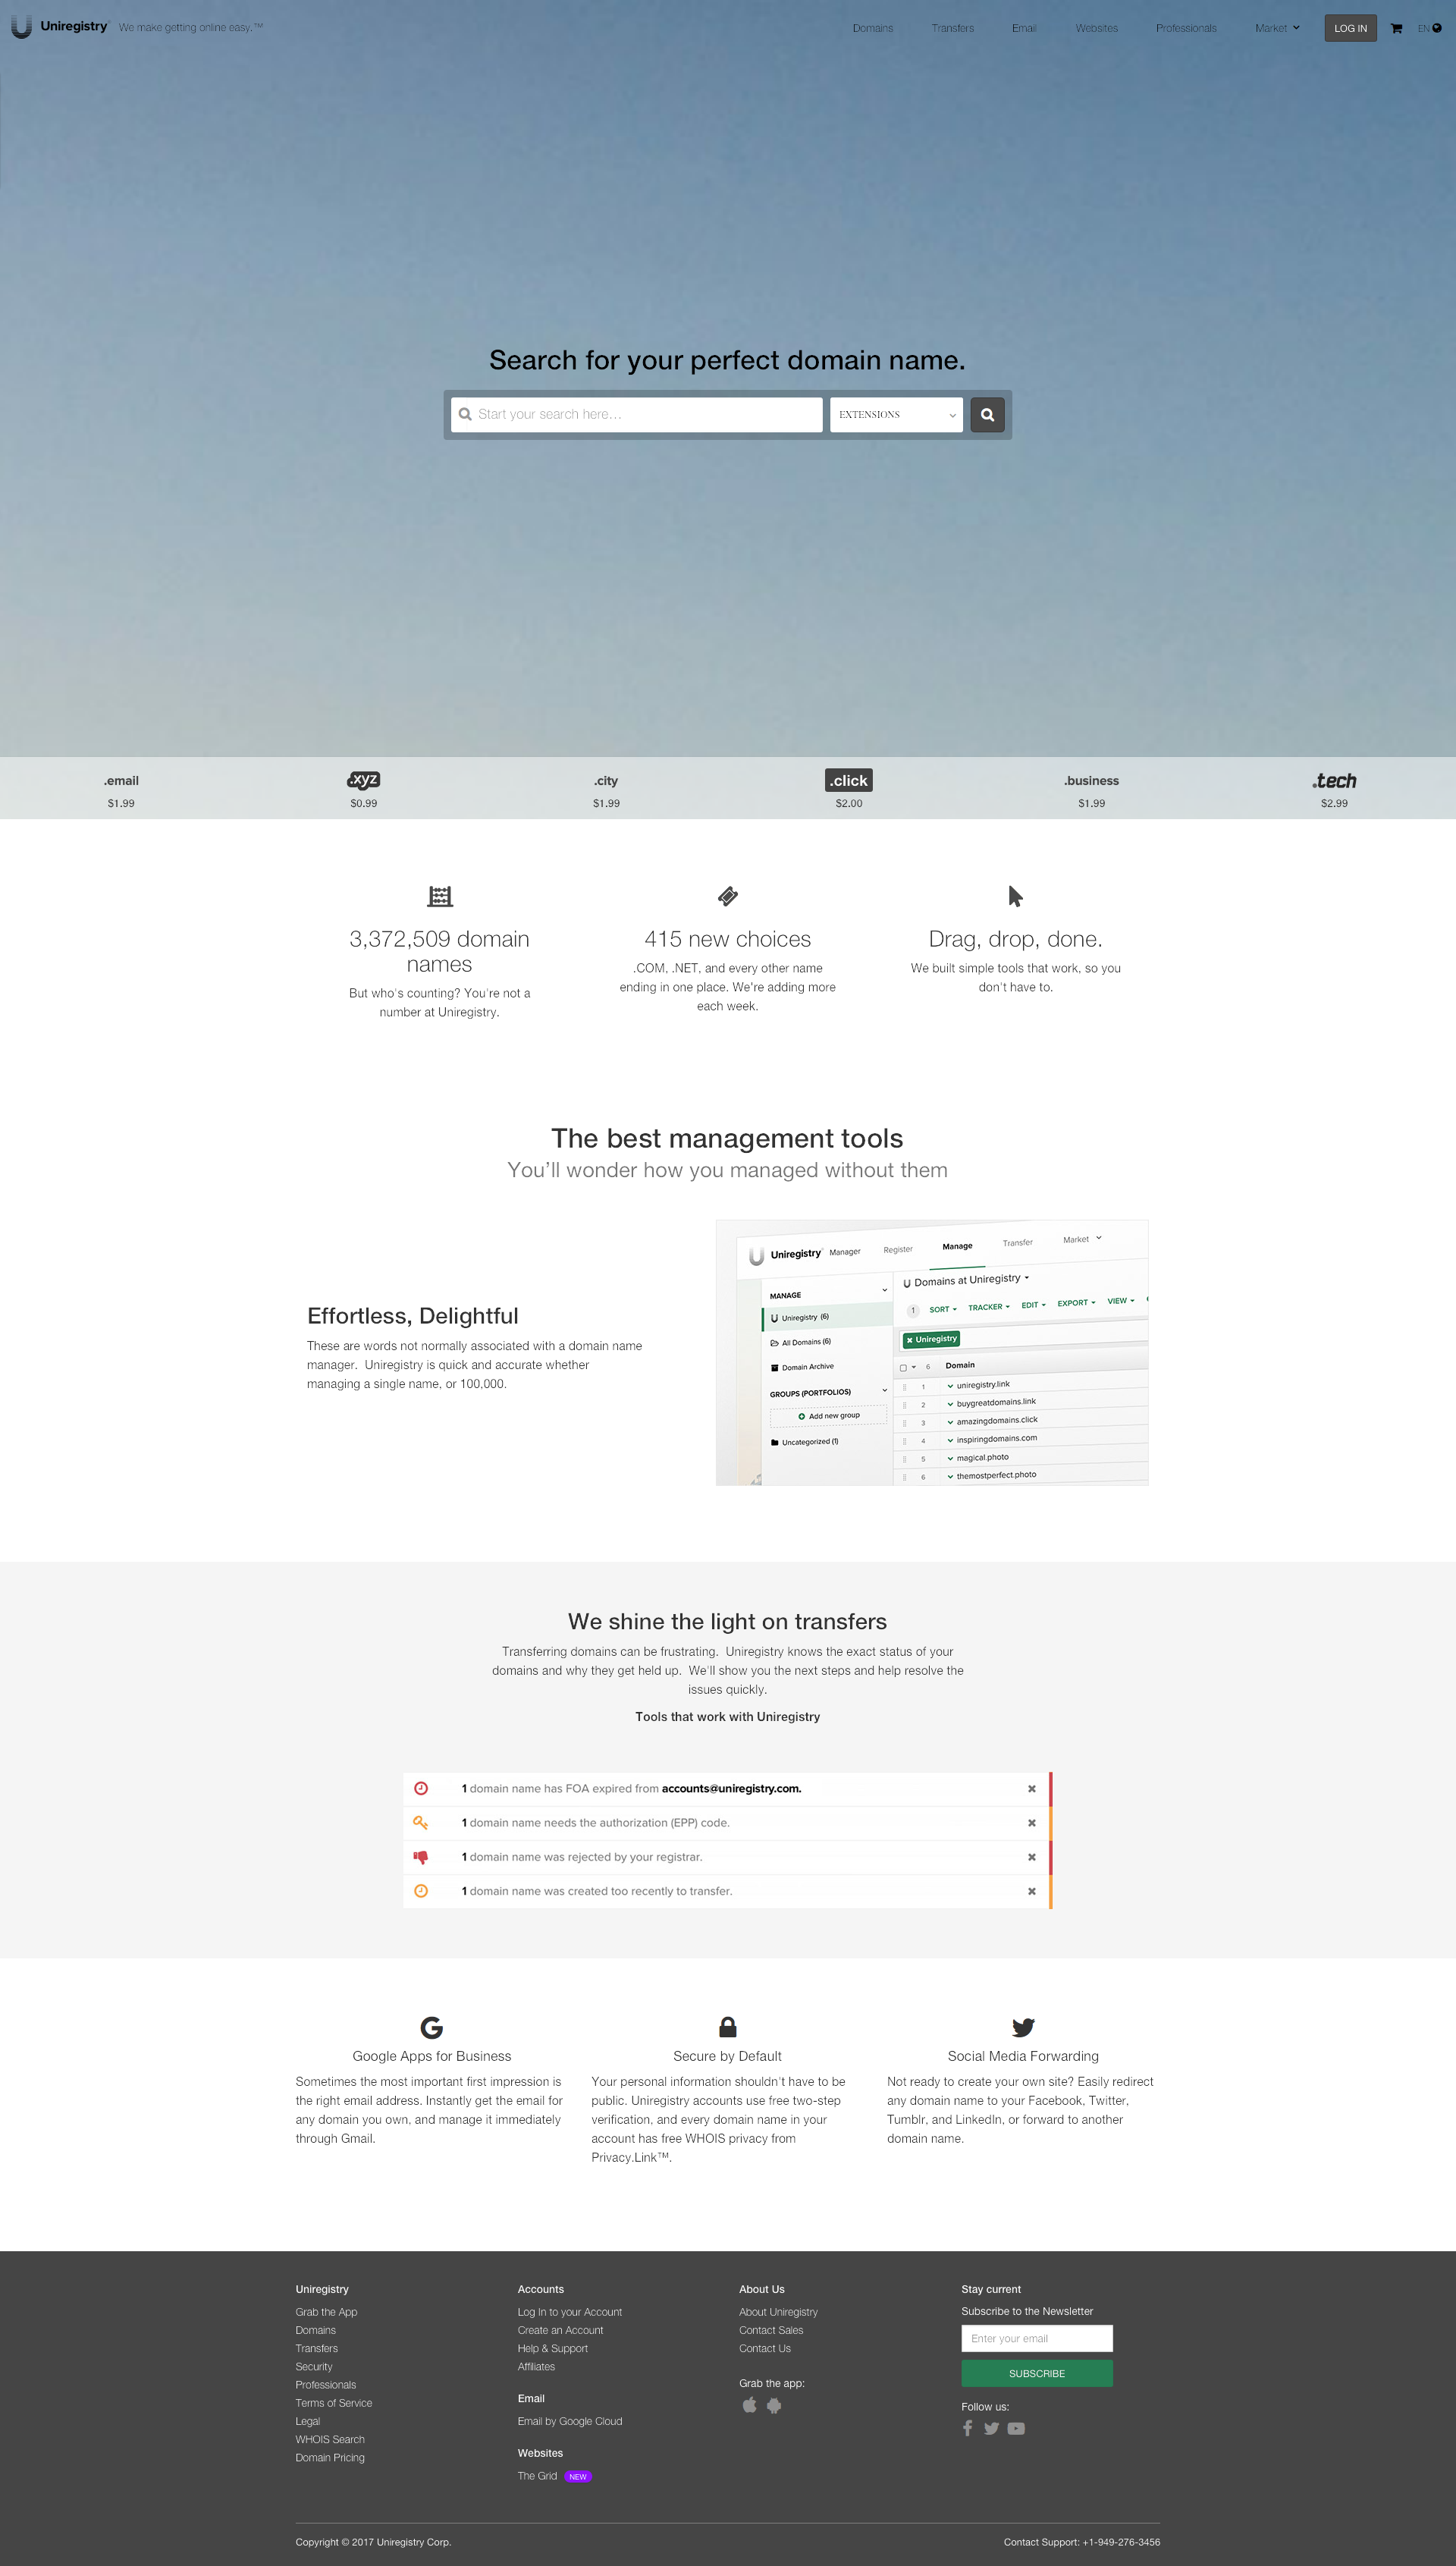 Uniregistry We make getting online easy.™
Domains Transfers Email Websites Professionals Market LOG IN EN
Search for your perfect domain name.
Start your search here... EXTENSIONS
.email .xyz .city .click .business .tech
$1.99 $0.99 $1.99 $2.00 $1.99 $2.99
3,372,509 domain
names
But who's counting? You're not a
number at Uniregistry.
415 new choices
.COM, .NET, and every other name
ending in one place. We're adding more
each week.
Drag, drop, done.
We built simple tools that work, so you
don't have to.
The best management tools
You'll wonder how you managed without them
Effortless, Delightful
These are words not normally associated with a domain name
manager. Uniregistry is quick and accurate whether
managing a single name, or 100,000.
Uniregistry Manager Register Manage Transfer Market
MANAGE
Uniregistry (6)
All Domains (6)
Domain Archive
GROUPS (PORTFOLIOS)
Add new group
Uncategorized (1)
Domains at Uniregistry
1 SORT TRACKER EDIT EXPORT VIEW
Uniregistry
6 Domain
1 uniregistry.link
2 buygreatdomains.link
3 amazingdomains.click
4 inspiringdomains.com
5 magical.photo
6 themostperfect.photo
We shine the light on transfers
Transferring domains can be frustrating. Uniregistry knows the exact status of your
domains and why they get held up. We'll show you the next steps and help resolve the
issues quickly.
Tools that work with Uniregistry
1 domain name has FOA expired from accounts@uniregistry.com.
1 domain name needs the authorization (EPP) code.
1 domain name was rejected by your registrar.
1 domain name was created too recently to transfer.
Google Apps for Business
Sometimes the most important first impression is
the right email address. Instantly get the email for
any domain you own, and manage it immediately
through Gmail.
Secure by Default
Your personal information shouldn't have to be
public. Uniregistry accounts use free two-step
verification, and every domain name in your
account has free WHOIS privacy from
Privacy.Link™.
Social Media Forwarding
Not ready to create your own site? Easily redirect
any domain name to your Facebook, Twitter,
Tumblr, and LinkedIn, or forward to another
domain name.
Uniregistry
Grab the App
Domains
Transfers
Security
Professionals
Terms of Service
Legal
WHOIS Search
Domain Pricing
Accounts
Log In to your Account
Create an Account
Help & Support
Affiliates
Email
Email by Google Cloud
Websites
The Grid NEW
About Us
About Uniregistry
Contact Sales
Contact Us
Grab the app:
Stay current
Subscribe to the Newsletter
Enter your email
SUBSCRIBE
Follow us:
Copyright © 2017 Uniregistry Corp.
Contact Support: +1-949-276-3456